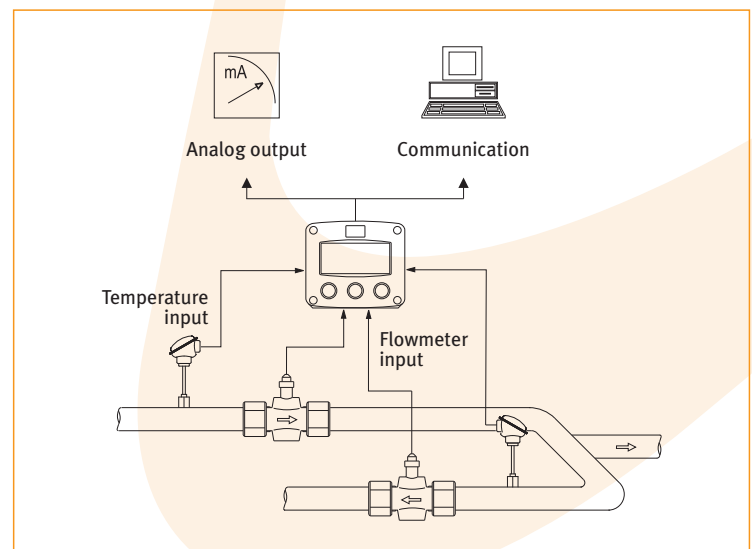 mA
Analog output
Communication
Temperature
input
Flowmeter
input